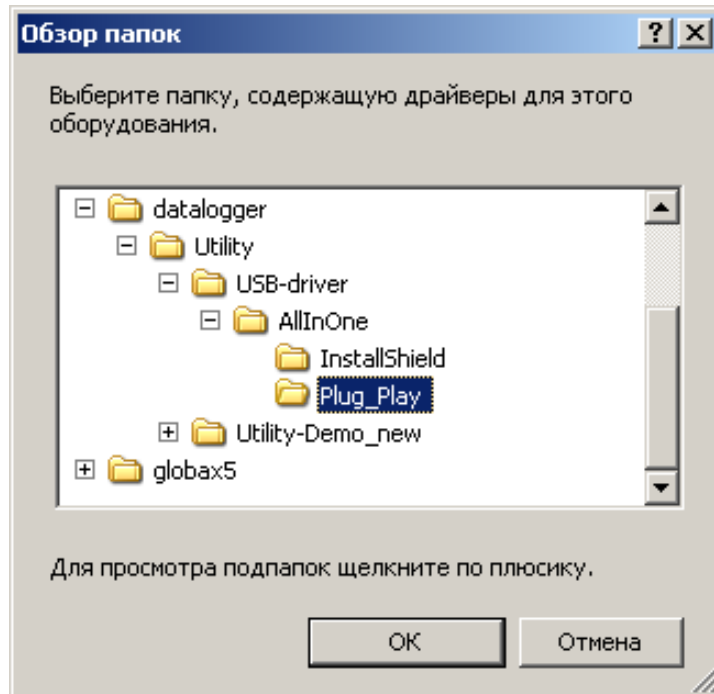 Обзор папок
Выберите папку, содержащую драйверы для этого
оборудования.
datalogger
Utility
USB-driver
AllInOne
InstallShield
Plug_Play
Utility-Demo_new
globax5
Для просмотра подпапок щелкните по плюсику.
ОК
Отмена